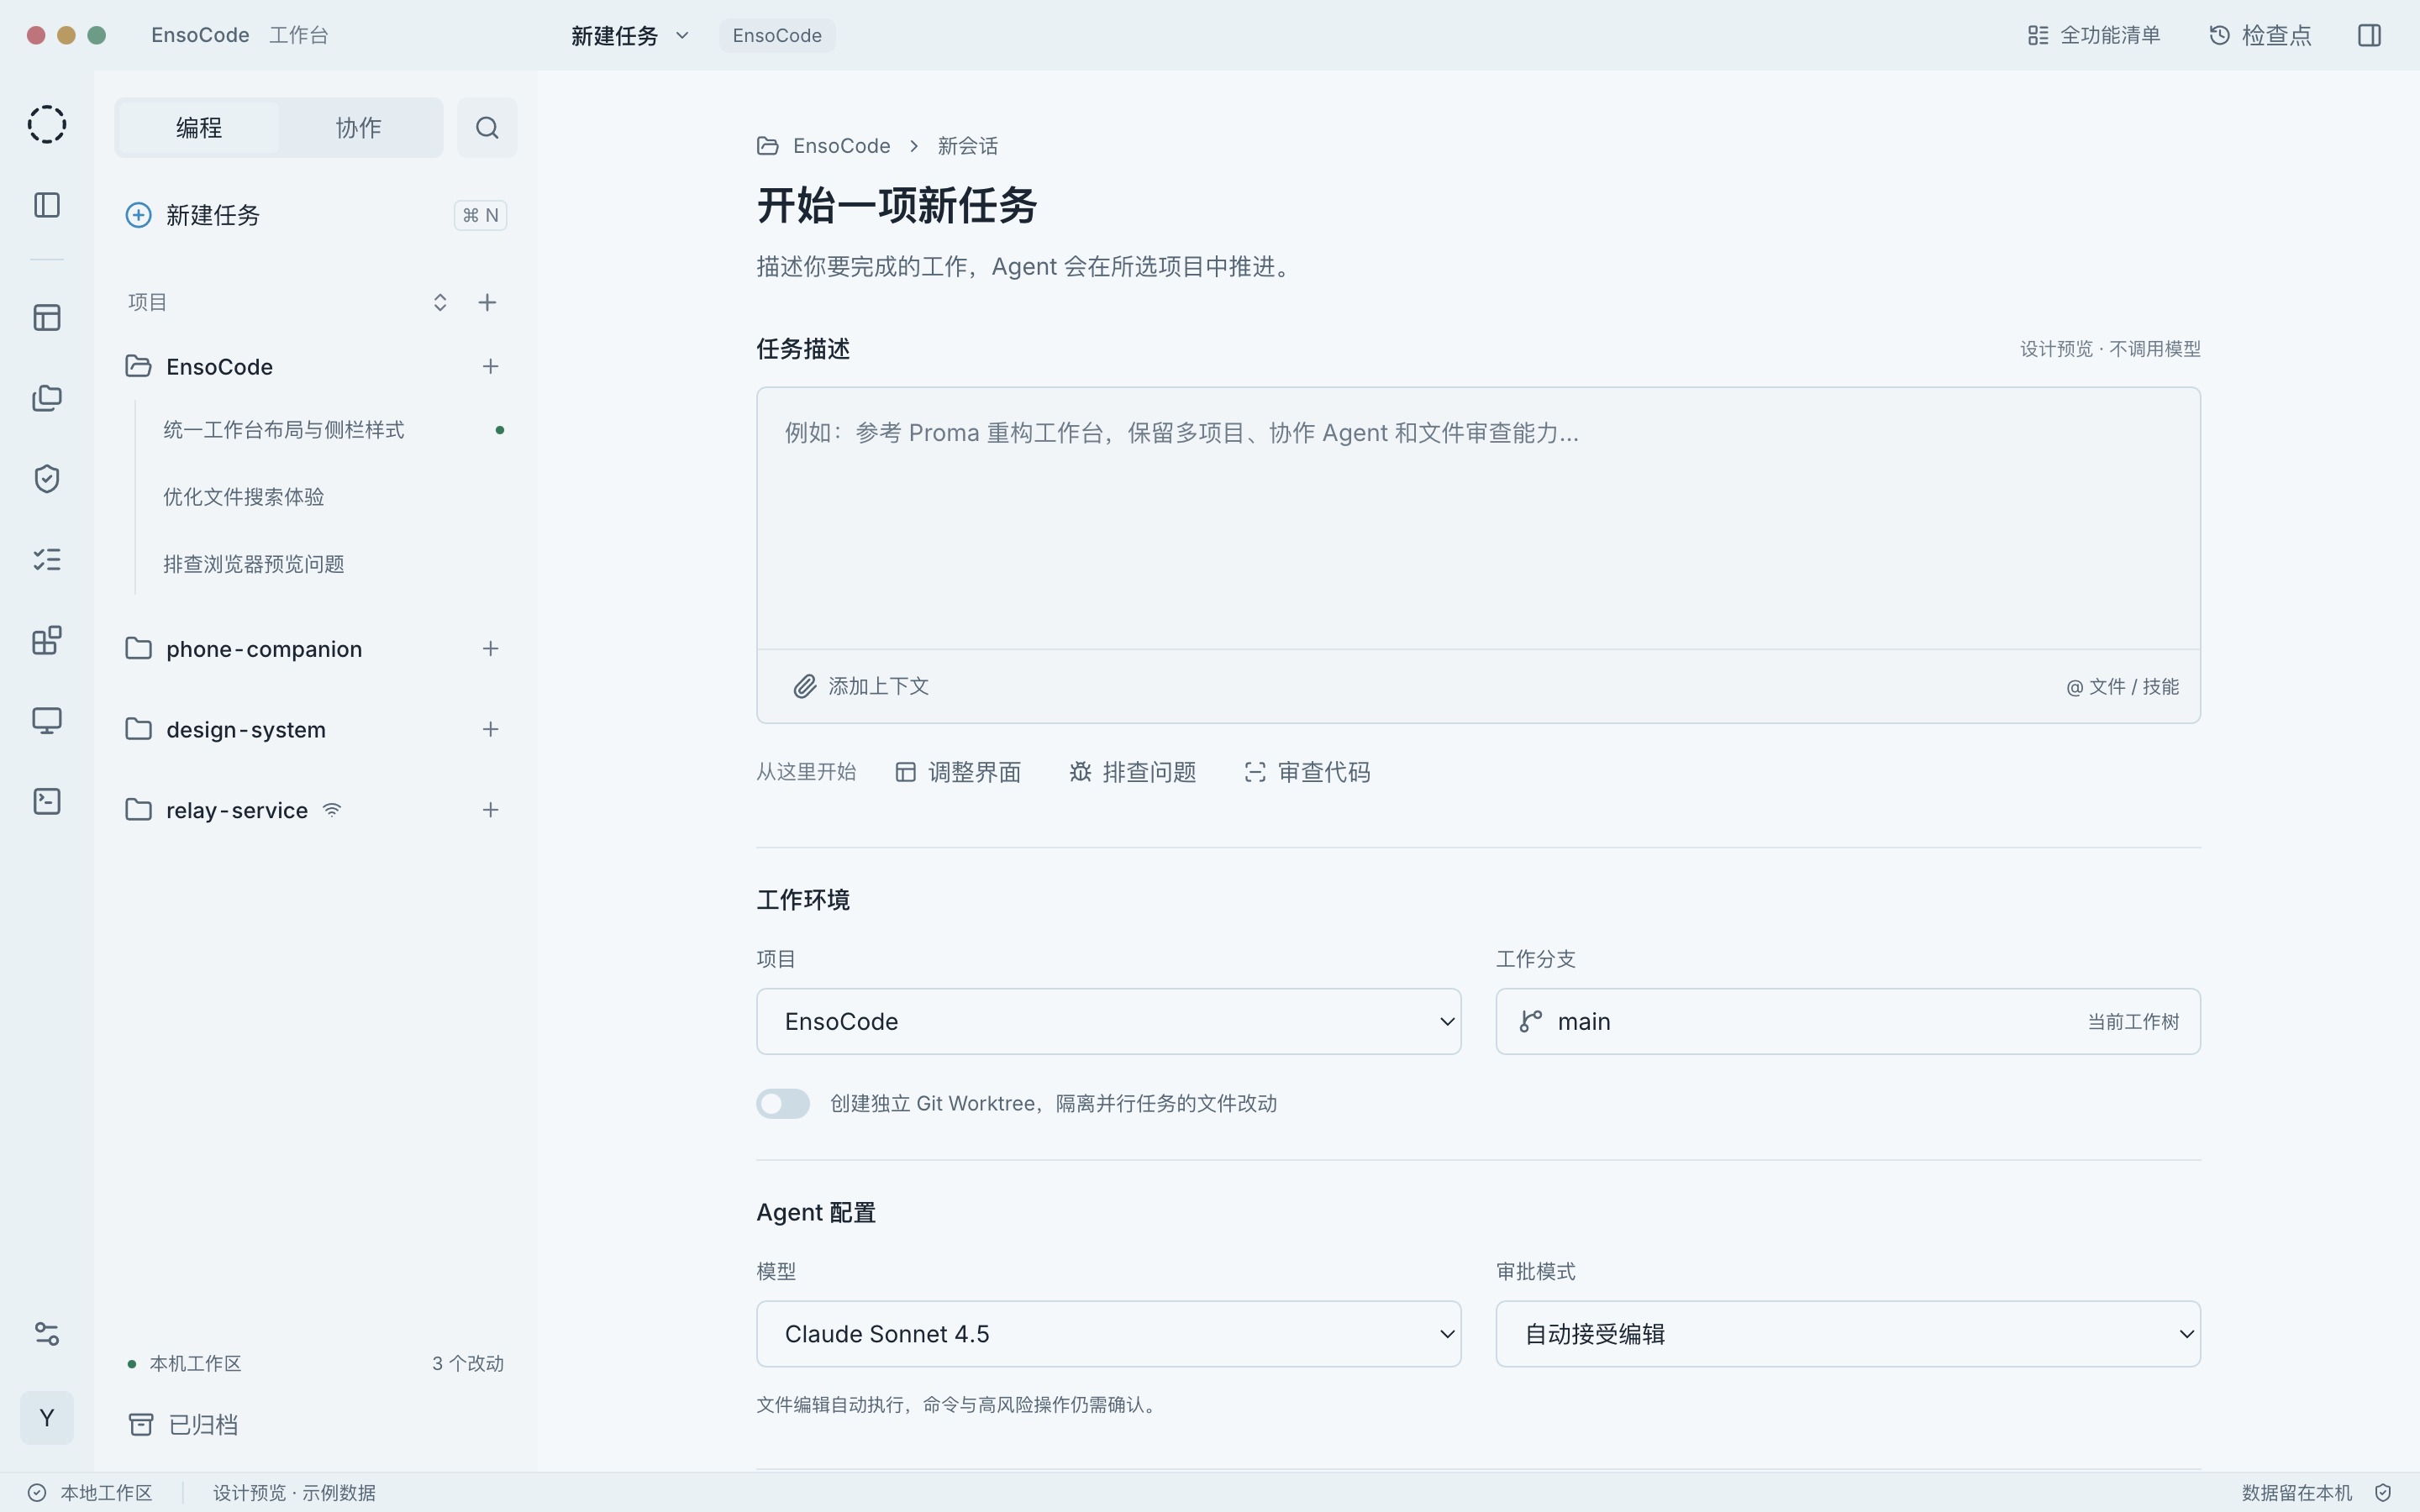 EnsoCode 工作台
新建任务
EnsoCode
全功能清单
检查点
编程
协作
新建任务
⌘ N
项目
EnsoCode
统一工作台布局与侧栏样式
优化文件搜索体验
排查浏览器预览问题
phone-companion
design-system
relay-service
本机工作区
3 个改动
Y
已归档
EnsoCode > 新会话
开始一项新任务
描述你要完成的工作，Agent 会在所选项目中推进。
任务描述
设计预览 · 不调用模型
例如：参考 Proma 重构工作台，保留多项目、协作 Agent 和文件审查能力...
添加上下文
@ 文件 / 技能
从这里开始
调整界面
排查问题
审查代码
工作环境
项目
工作分支
EnsoCode
main
当前工作树
创建独立 Git Worktree，隔离并行任务的文件改动
Agent 配置
模型
审批模式
Claude Sonnet 4.5
自动接受编辑
文件编辑自动执行，命令与高风险操作仍需确认。
本地工作区
设计预览 · 示例数据
数据留在本机